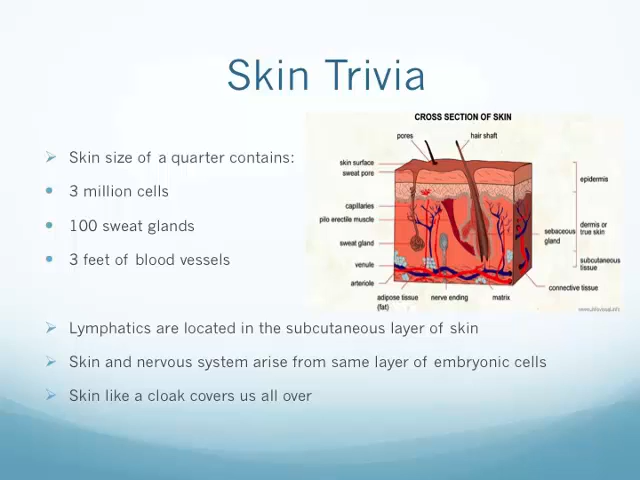 Skin Trivia
Skin size of a quarter contains:
3 million cells
100 sweat glands
3 feet of blood vessels
CROSS SECTION OF SKIN
pores
hair shaft
skin surface
sweat pore
epidermis
capillaries
pilo erectile muscle
dermis or
true skin
sebaceous
gland
sweat gland
subcutaneous
tissue
venule
arteriole
connective tissue
adipose tissue
(fat)
nerve ending
matrix
www.infovisual.info
Lymphatics are located in the subcutaneous layer of skin
Skin and nervous system arise from same layer of embryonic cells
Skin like a cloak covers us all over